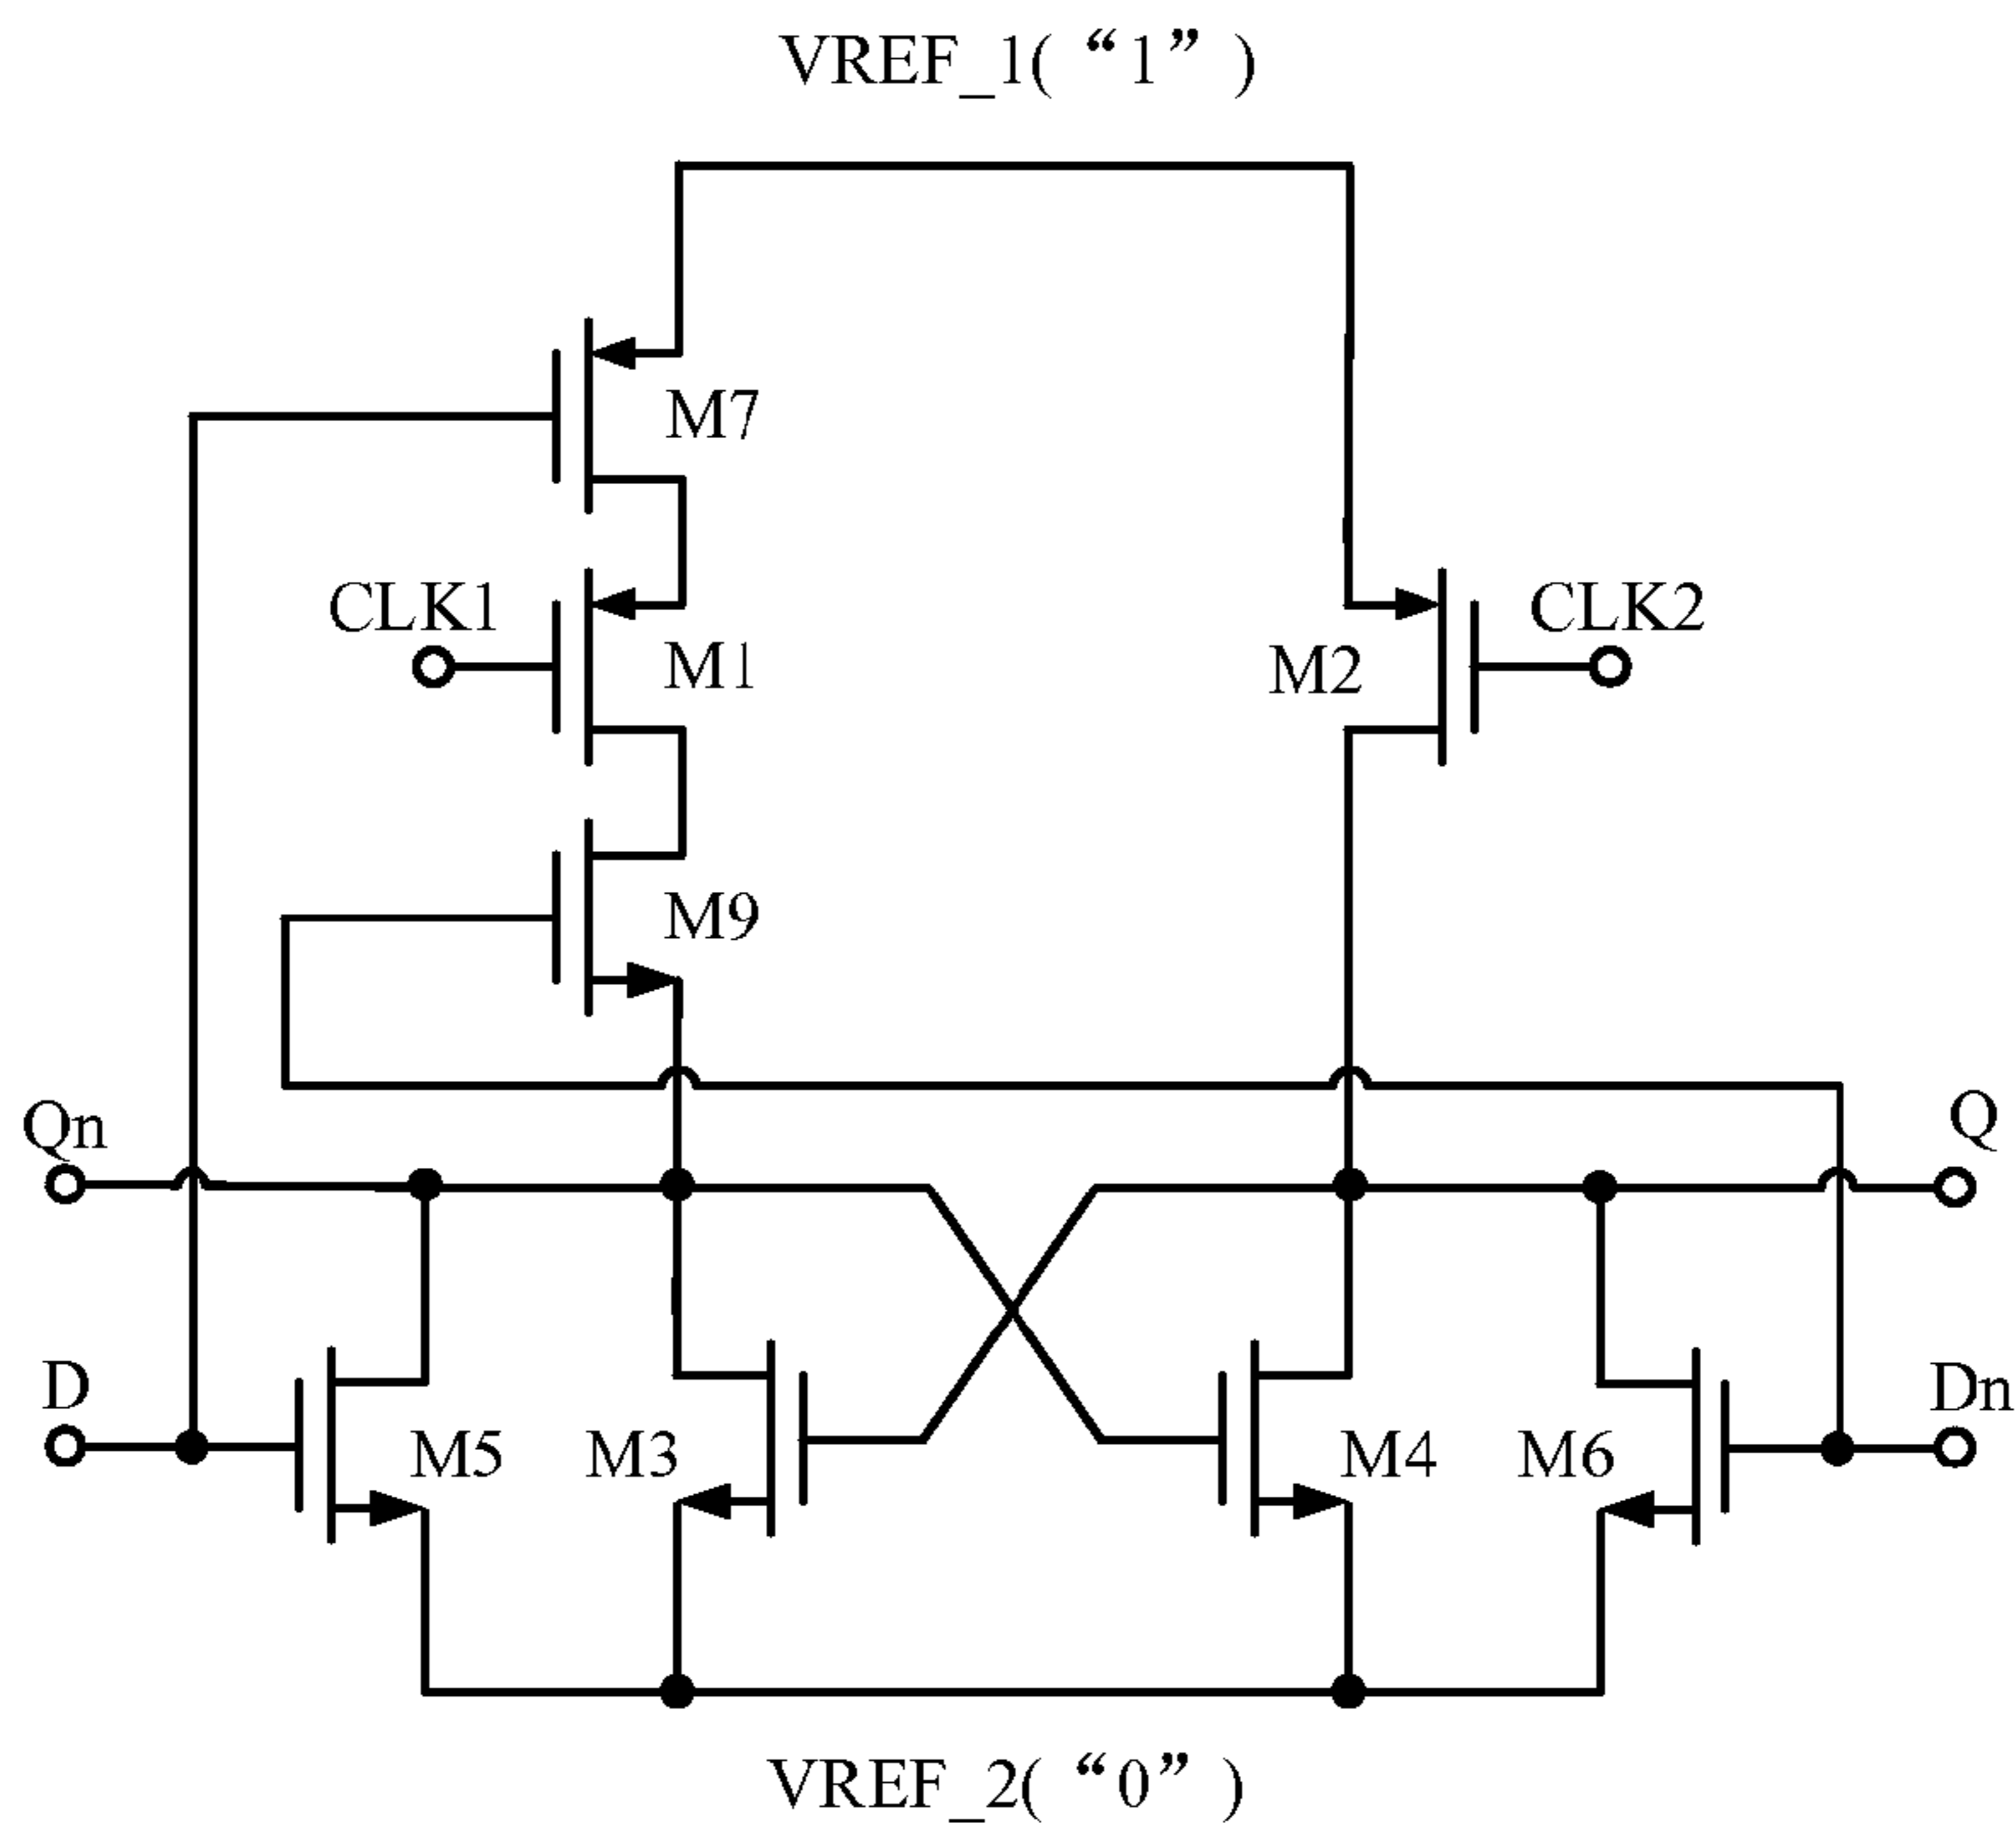 VREF_1(“1”)
M7
CLK1
M1
M2
CLK2
M9
Qn
Q
D
M5
M3
M4
M6
Dn
VREF_2(“0”)